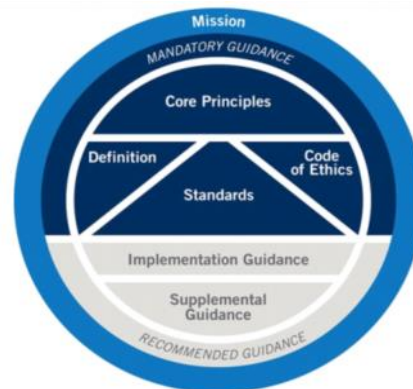 Mission
MANDATORY GUIDANCE
Core Principles
Definition
Code
of Ethics
Standards
Implementation Guidance
Supplemental
Guidance
RECOMMENDED GUIDANCE